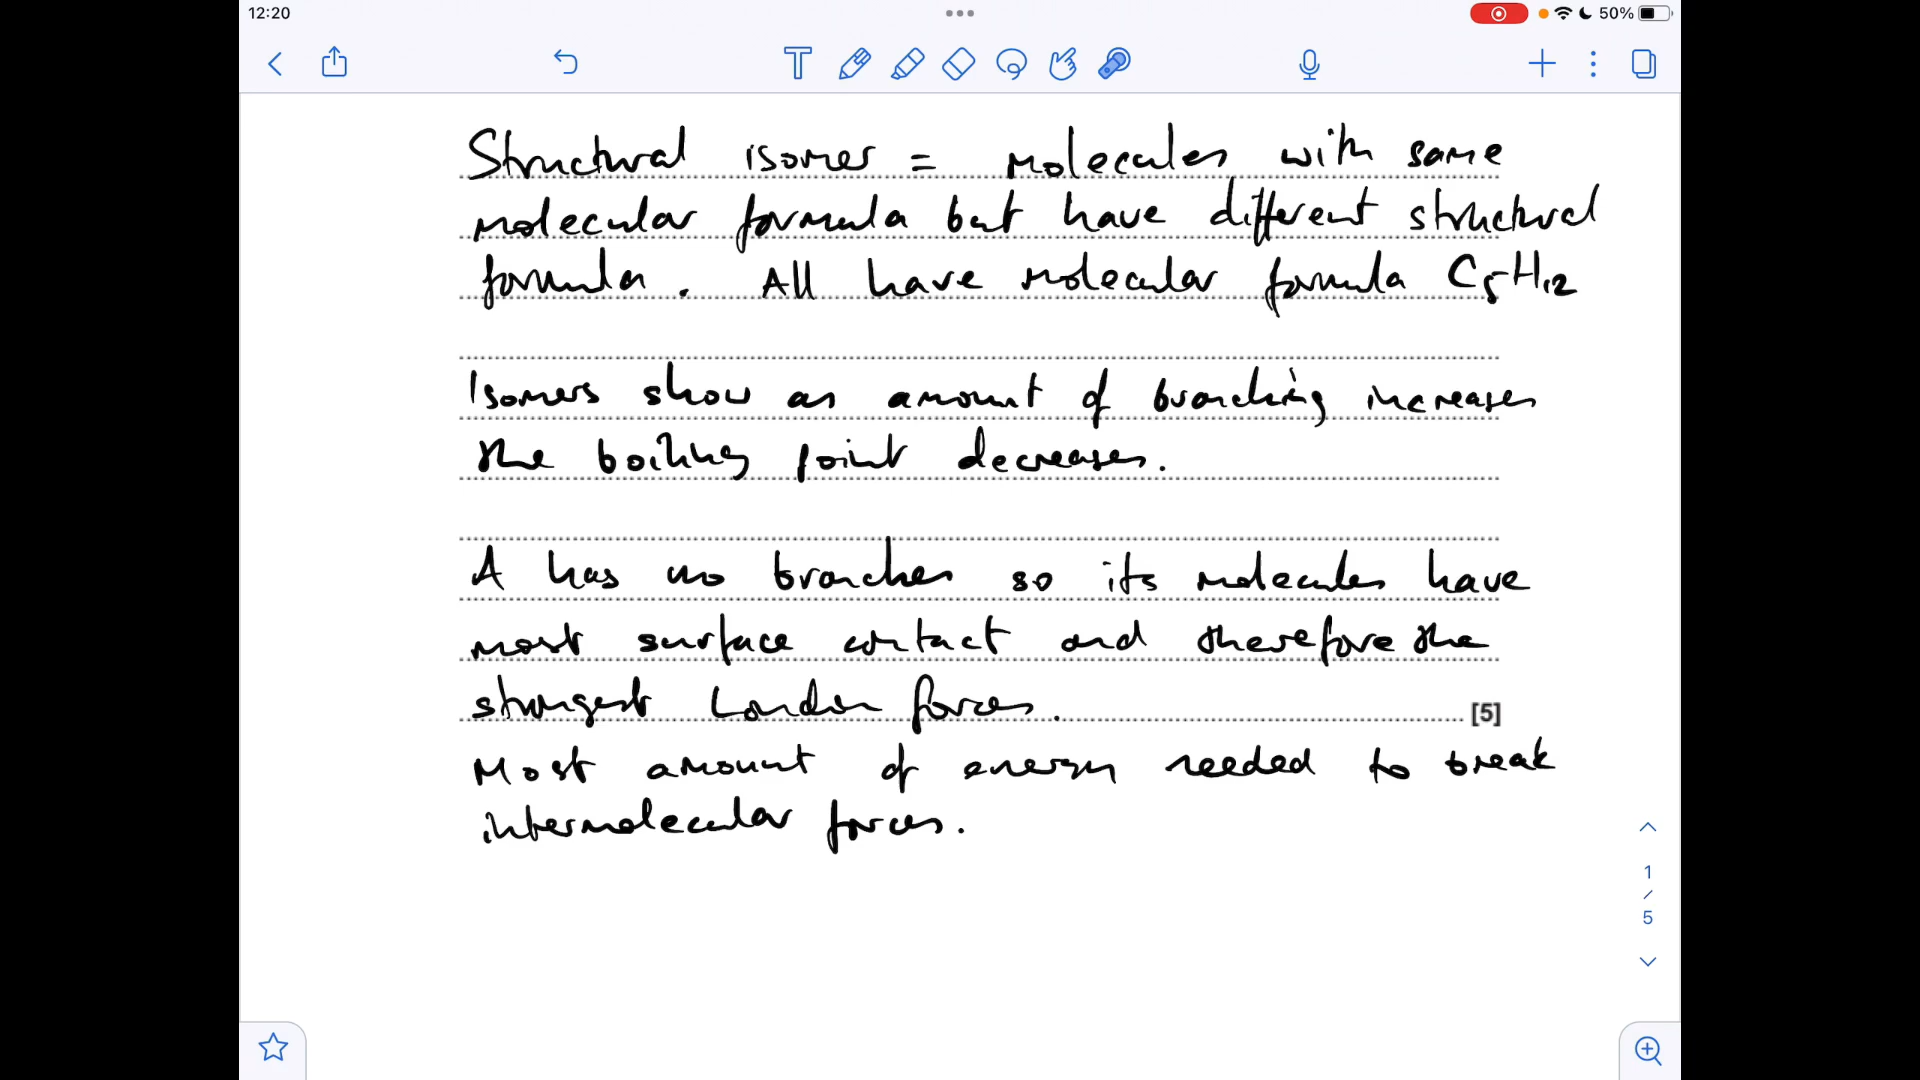 12:20
50%
Structural isomer = molecules with same
molecular formula but have different structural
formula. All have molecular formula C5H12
Isomers show as amount of branching increases
the boiling point decreases.
A has no branches so its molecules have
most surface contact and therefore the
strongest London forces.
[5]
Most amount of energy needed to break
intermolecular forces.
1
/
5